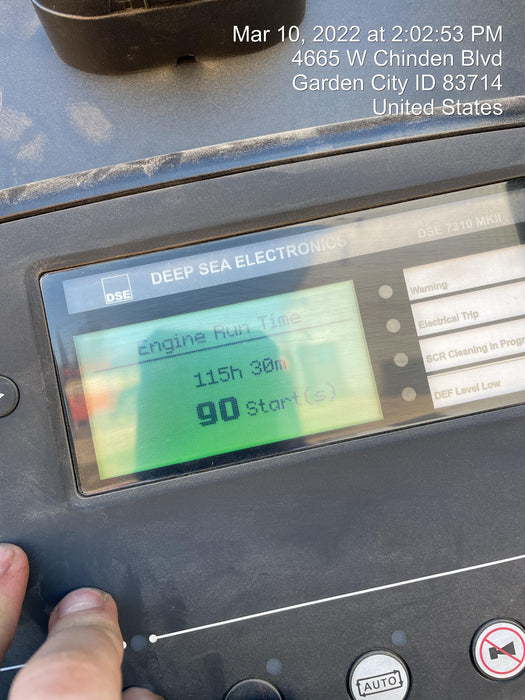 Mar 10, 2022 at 2:02:53 PM
4665 W Chinden Blvd
Garden City ID 83714
United States
DSE
DEEP SEA ELECTRONICS
DSE 7310 MKII
Engine Run Time
115h 30m
90 Start(s)
Warning
Electrical Trip
SCR Cleaning In Progr
DEF Level Low
AUTO